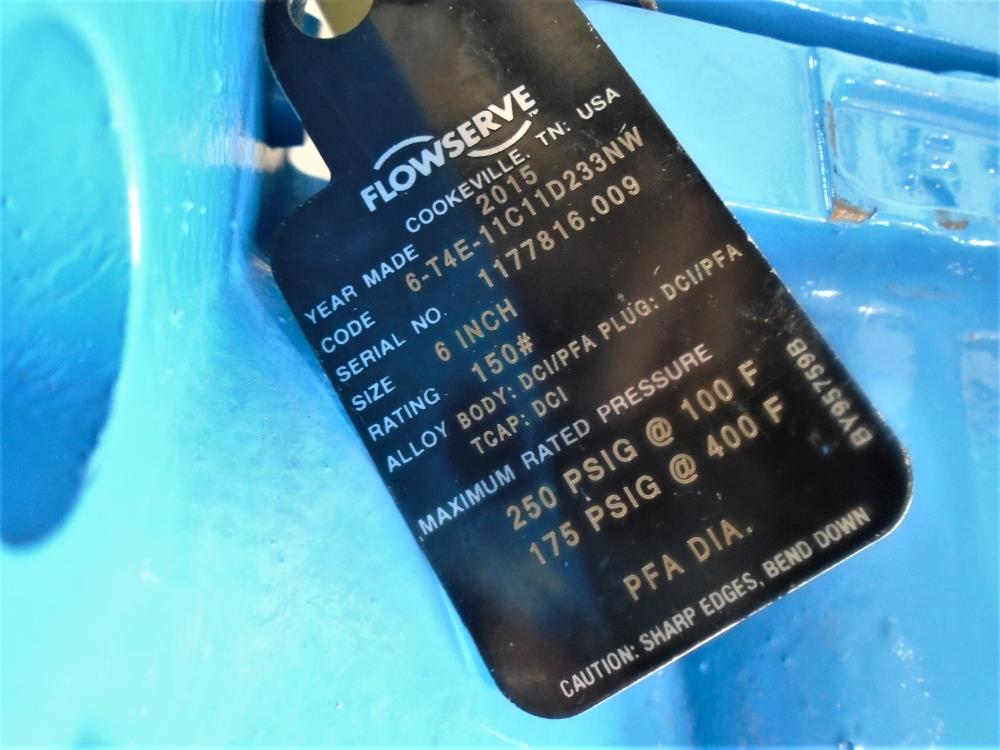 FLOWSERVE™
COOKEVILLE, TN: USA
YEAR MADE 2015
CODE 6-T4E-11C11D233NW
SERIAL NO. 1177816.009
SIZE 6 INCH
RATING 150#
ALLOY BODY: DCI/PFA PLUG: DCI/PFA
TCAP: DCI
MAXIMUM RATED PRESSURE
250 PSIG @ 100 F
175 PSIG @ 400 F
PFA DIA.
CAUTION: SHARP EDGES, BEND DOWN
BY95759B